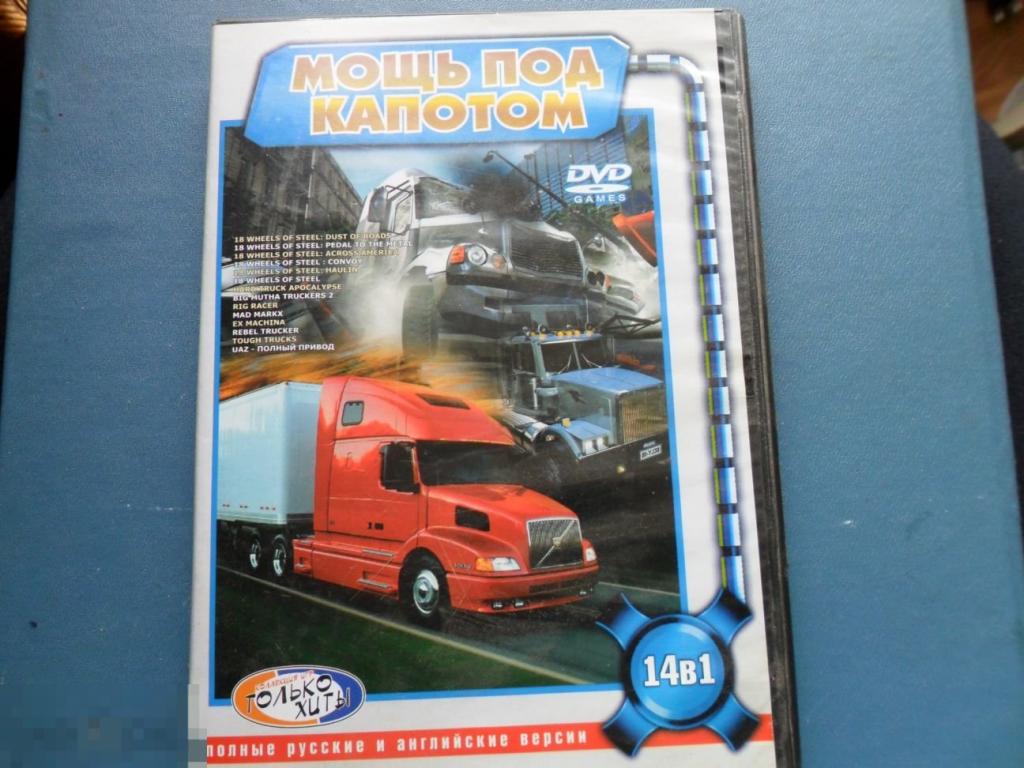 МОЩЬ ПОД
КАПОТОМ
DVD
GAMES
18 WHEELS OF STEEL: DUST OF ROADS
18 WHEELS OF STEEL: PEDAL TO THE METAL
18 WHEELS OF STEEL: ACROSS AMERICA
18 WHEELS OF STEEL : CONVOY
18 WHEELS OF STEEL: HAULIN
18 WHEELS OF STEEL
HARD TRUCK APOCALYPSE
BIG MUTHA TRUCKERS 2
RIG RACER
MAD MARKX
EX MACHINA
REBEL TRUCKER
TOUGH TRUCKS
UAZ - ПОЛНЫЙ ПРИВОД
14в1
КОЛЛЕКЦИЯ ИГР
ТОЛЬКО
ХИТЫ
полные русские и английские версии